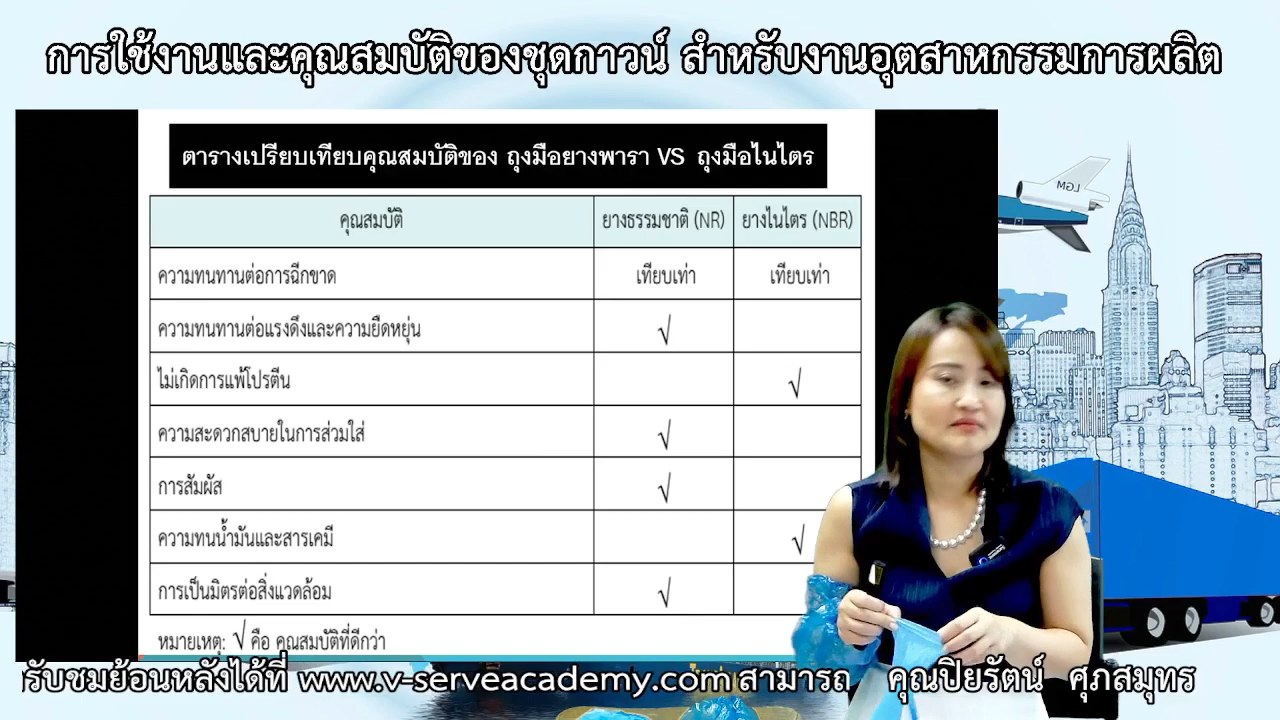 การใช้งานและคุณสมบัติของชุดกาวน์ สำหรับงานอุตสาหกรรมการผลิต
ตารางเปรียบเทียบคุณสมบัติของ ถุงมือยางพารา VS ถุงมือไนไตร
คุณสมบัติ ยางธรรมชาติ (NR) ยางไนไตร (NBR)
ความทนทานต่อการฉีกขาด เทียบเท่า เทียบเท่า
ความทนทานต่อแรงดึงและความยืดหยุ่น √
ไม่เกิดการแพ้โปรตีน √
ความสะดวกสบายในการส่วมใส่ √
การสัมผัส √
ความทนน้ำมันและสารเคมี √
การเป็นมิตรต่อสิ่งแวดล้อม √
หมายเหตุ: √ คือ คุณสมบัติที่ดีกว่า
LGM
รับชมย้อนหลังได้ที่ www.v-serveacademy.com สามารถ คุณปิยรัตน์ ศุภสมุทร